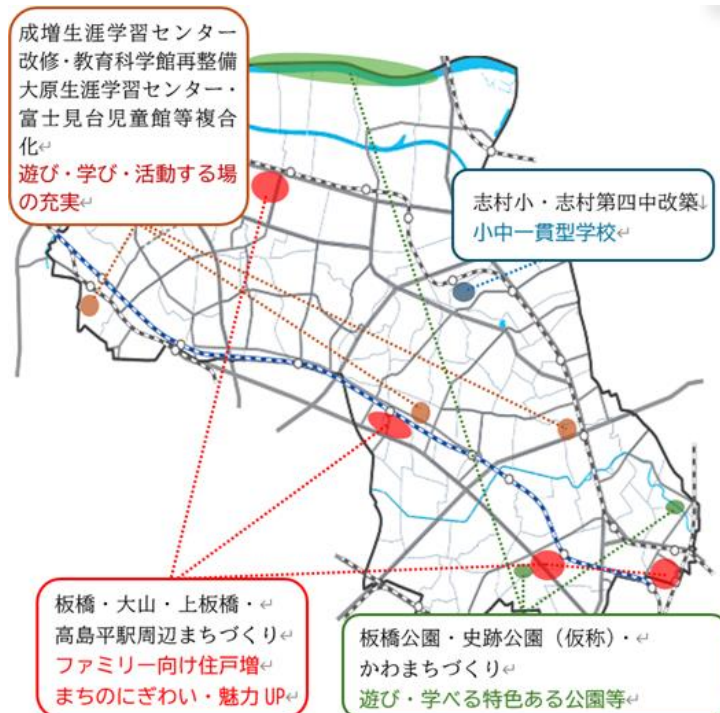 成増生涯学習センター
改修・教育科学館再整備
大原生涯学習センター・
富士見台児童館等複合
化↵
遊び・学び・活動する場
の充実↵
志村小・志村第四中改築↓
小中一貫型学校↵
板橋・大山・上板橋・↵
高島平駅周辺まちづくり↵
ファミリー向け住戸増↵
まちのにぎわい・魅力UP↵
板橋公園・史跡公園（仮称）・↵
かわまちづくり↵
遊び・学べる特色ある公園等↵